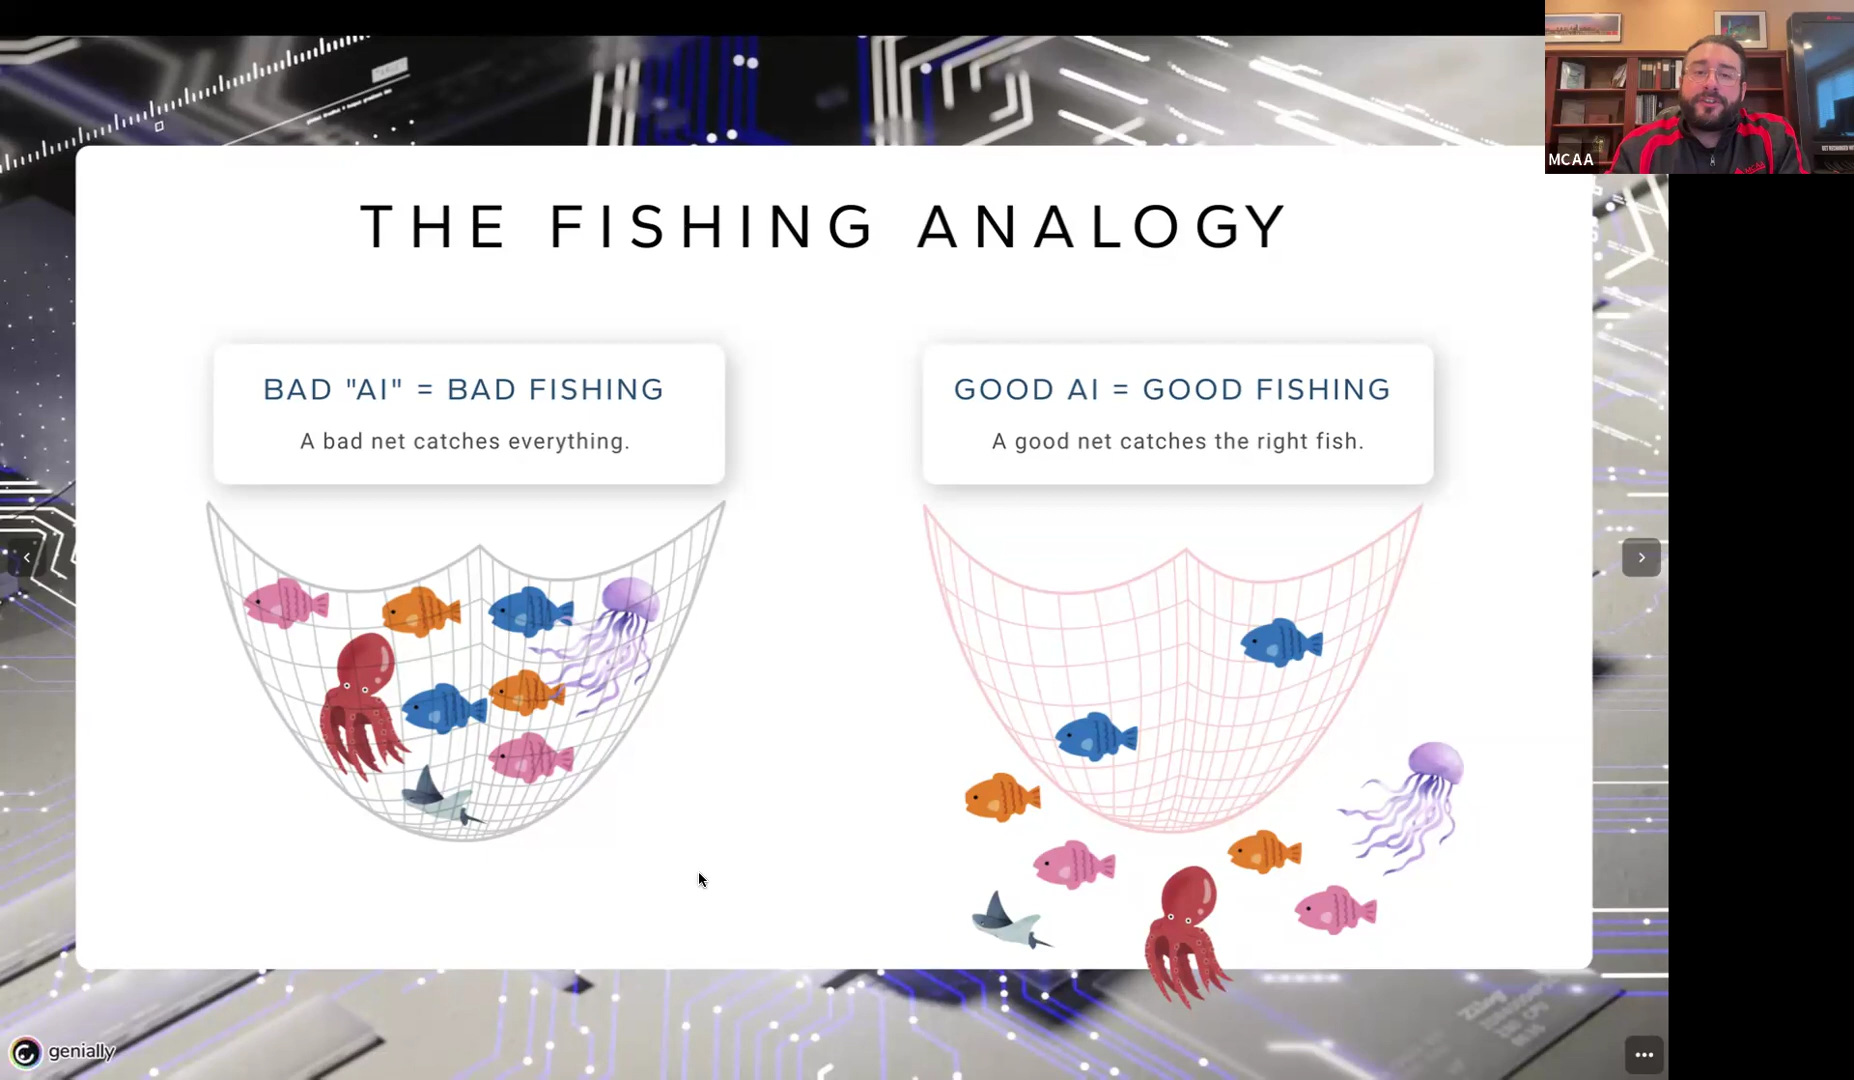 MCAA
THE FISHING ANALOGY
BAD "AI" = BAD FISHING
A bad net catches everything.
GOOD AI = GOOD FISHING
A good net catches the right fish.
genially